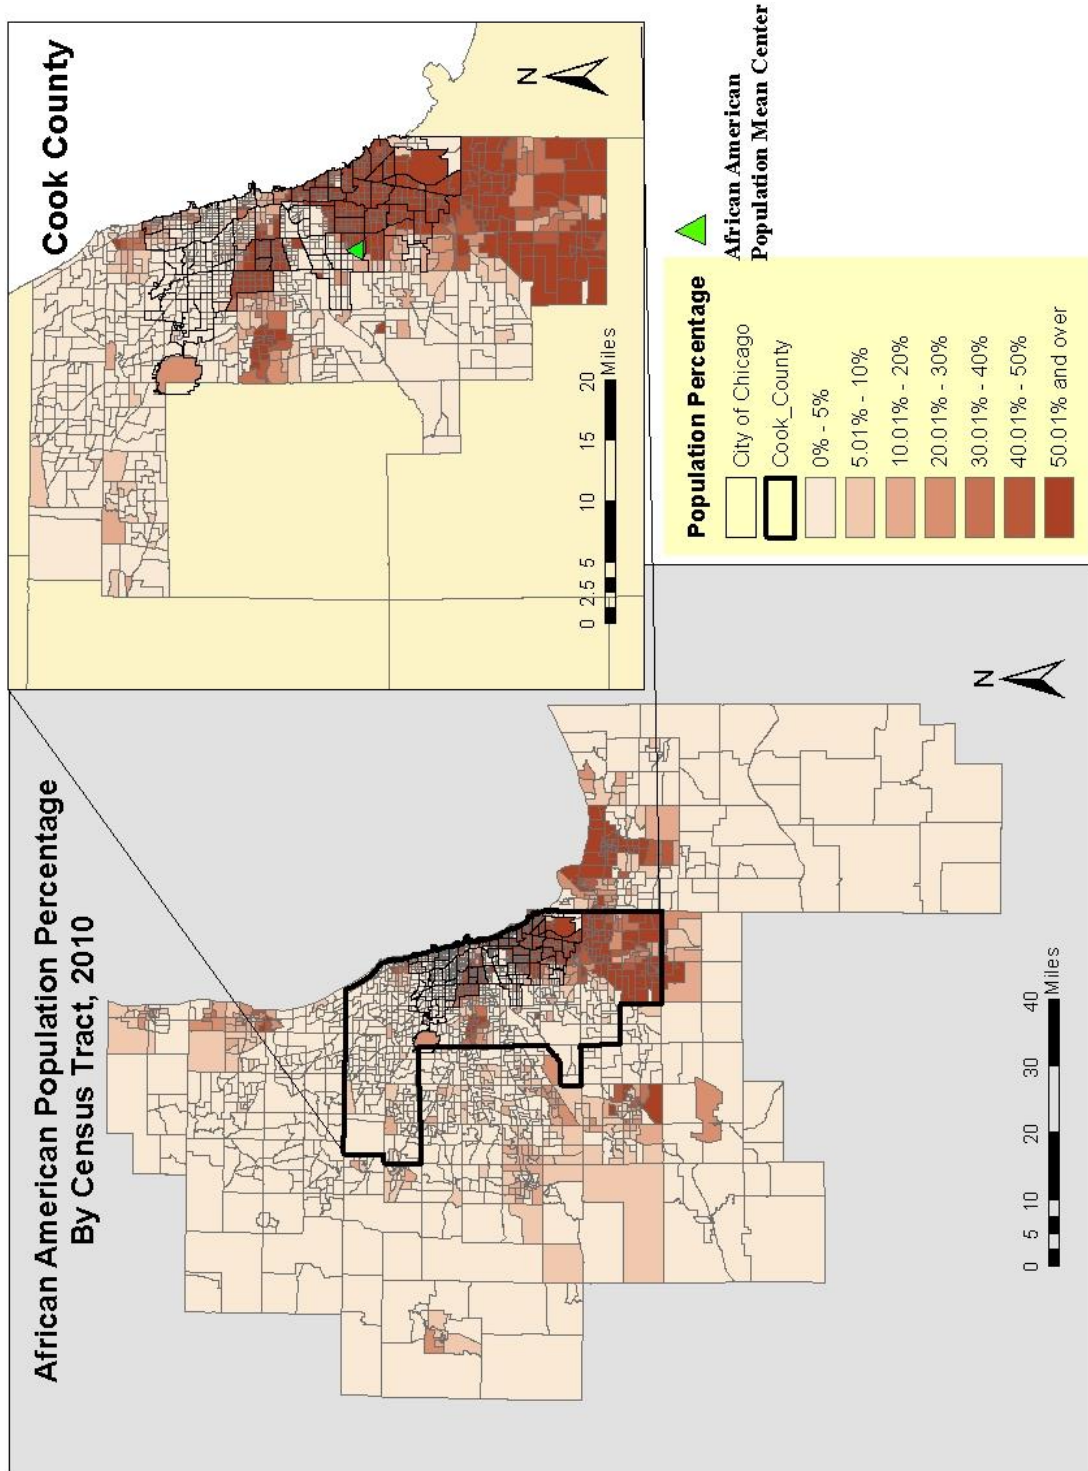 African American Population Percentage
By Census Tract, 2010
N
0 5 10 20 30 40
Miles
Cook County
N
0 2.5 5 10 15 20
Miles
Population Percentage
City of Chicago
Cook_County
0% - 5%
5.01% - 10%
10.01% - 20%
20.01% - 30%
30.01% - 40%
40.01% - 50%
50.01% and over
African American
Population Mean Center